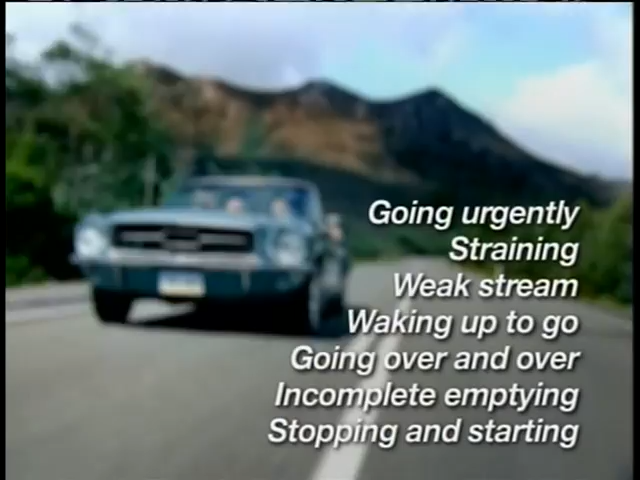 Going urgently
Straining
Weak stream
Waking up to go
Going over and over
Incomplete emptying
Stopping and starting